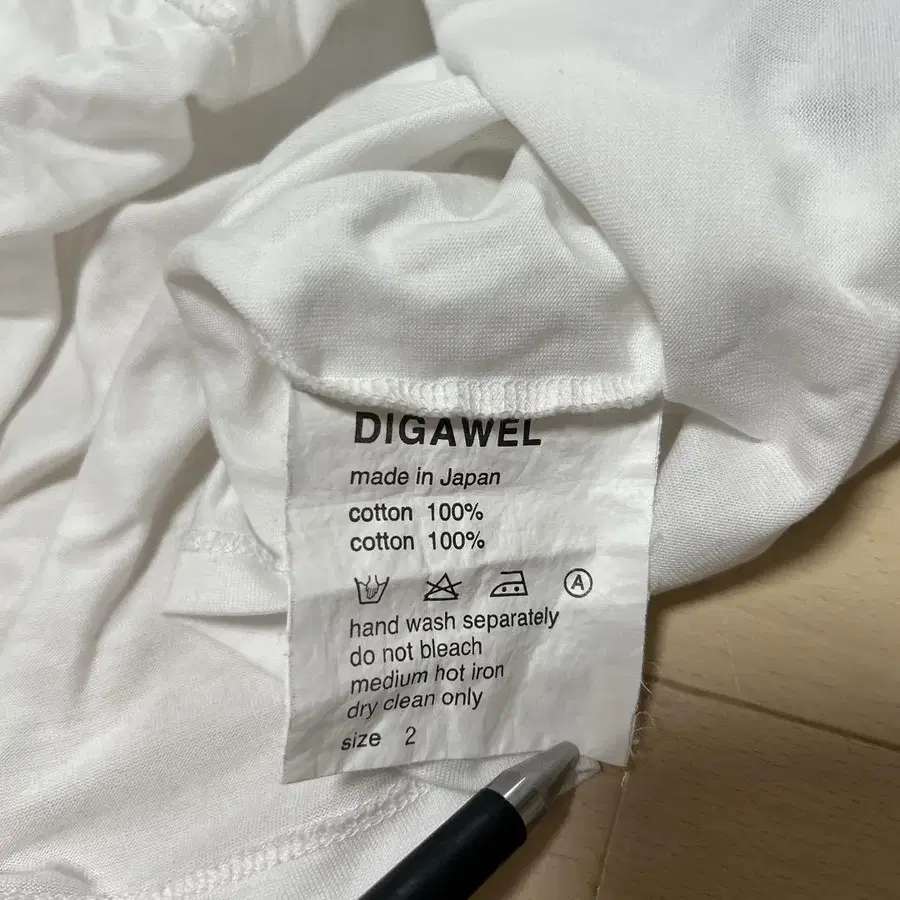 DIGAWEL
made in Japan
cotton 100%
cotton 100%
A
hand wash separately
do not bleach
medium hot iron
dry clean only
size 2